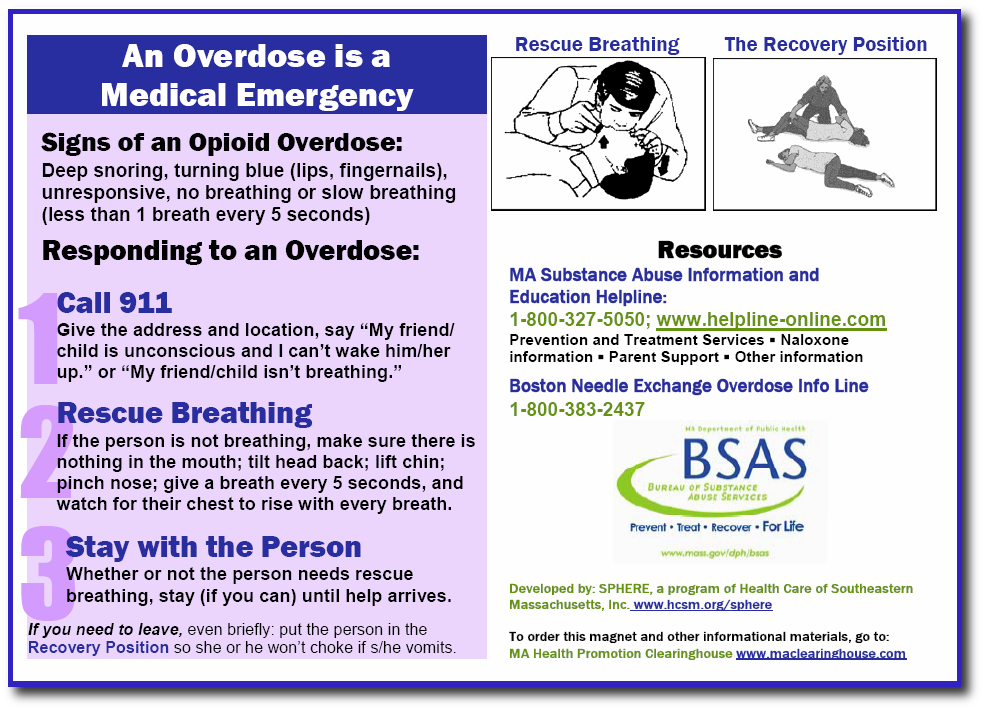 An Overdose is a
Medical Emergency
Signs of an Opioid Overdose:
Deep snoring, turning blue (lips, fingernails),
unresponsive, no breathing or slow breathing
(less than 1 breath every 5 seconds)
Responding to an Overdose:
1
Call 911
Give the address and location, say “My friend/
child is unconscious and I can’t wake him/her
up.” or “My friend/child isn’t breathing.”
2
Rescue Breathing
If the person is not breathing, make sure there is
nothing in the mouth; tilt head back; lift chin;
pinch nose; give a breath every 5 seconds, and
watch for their chest to rise with every breath.
3
Stay with the Person
Whether or not the person needs rescue
breathing, stay (if you can) until help arrives.
If you need to leave, even briefly: put the person in the
Recovery Position so she or he won’t choke if s/he vomits.
Rescue Breathing
The Recovery Position
Resources
MA Substance Abuse Information and
Education Helpline:
1-800-327-5050; www.helpline-online.com
Prevention and Treatment Services ▪ Naloxone
information ▪ Parent Support ▪ Other information
Boston Needle Exchange Overdose Info Line
1-800-383-2437
MA Department of Public Health
BSAS
BUREAU OF SUBSTANCE
ABUSE SERVICES
Prevent • Treat • Recover • For Life
www.mass.gov/dph/bsas
Developed by: SPHERE, a program of Health Care of Southeastern
Massachusetts, Inc. www.hcsm.org/sphere
To order this magnet and other informational materials, go to:
MA Health Promotion Clearinghouse www.maclearinghouse.com